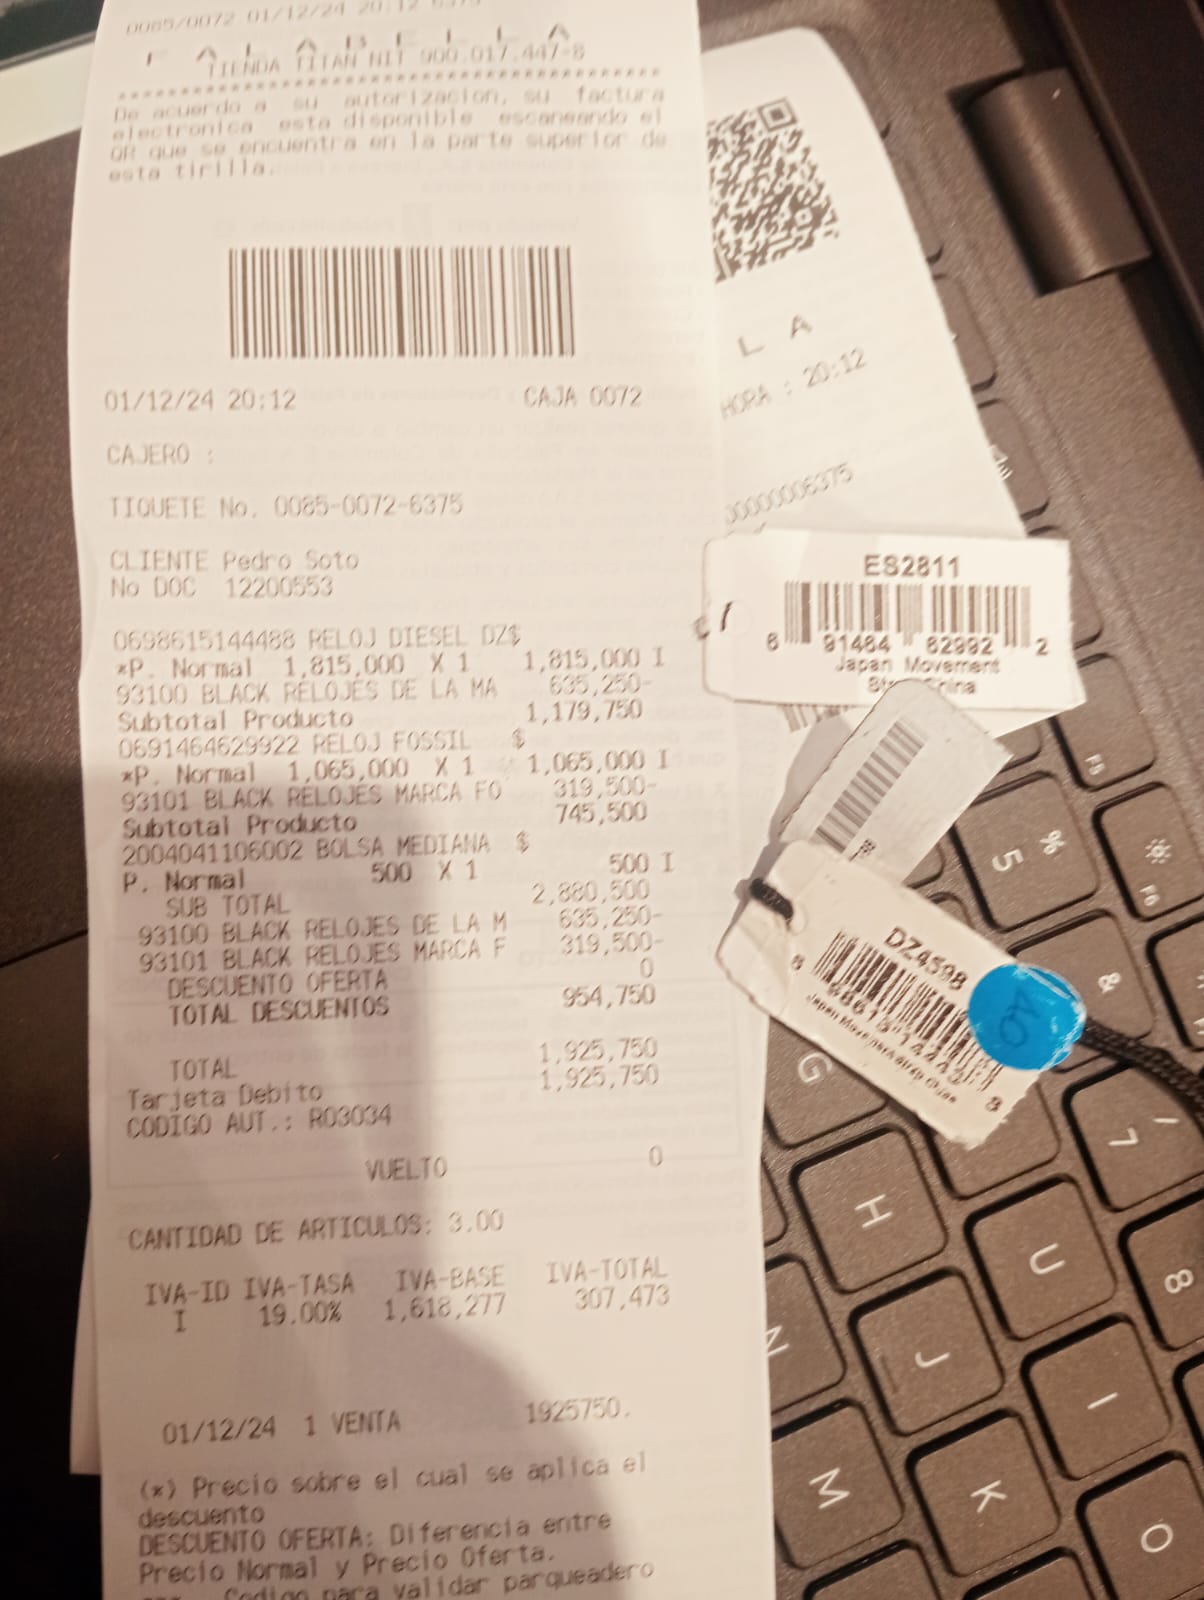 0085/0072 01/12/24 20:12 6375
F A L A B E L L A
TIENDA TITAN NIT 900.017.447-8
De acuerdo a su autorizacion, su factura
electronica esta disponible escaneando el
QR que se encuentra en la parte superior de
esta tirilla.
01/12/24 20:12 CAJA 0072
CAJERO :
TIQUETE No. 0085-0072-6375
CLIENTE Pedro Soto
No DOC 12200553
0698615144488 RELOJ DIESEL DZ$
*P. Normal 1,815,000 X 1 1,815,000 I
93100 BLACK RELOJES DE LA MA 635,250-
Subtotal Producto 1,179,750
0691464629922 RELOJ FOSSIL $
*P. Normal 1,065,000 X 1 1,065,000 I
93101 BLACK RELOJES MARCA FO 319,500-
Subtotal Producto 745,500
2004041106002 BOLSA MEDIANA $
P. Normal 500 X 1 500 I
SUB TOTAL 2,880,500
93100 BLACK RELOJES DE LA M 635,250-
93101 BLACK RELOJES MARCA F 319,500-
DESCUENTO OFERTA 0
TOTAL DESCUENTOS 954,750
TOTAL 1,925,750
Tarjeta Debito 1,925,750
CODIGO AUT.: R03034
VUELTO 0
CANTIDAD DE ARTICULOS: 3.00
IVA-ID IVA-TASA IVA-BASE IVA-TOTAL
I 19.00% 1,618,277 307,473
01/12/24 1 VENTA 1925750.
(*) Precio sobre el cual se aplica el
descuento
DESCUENTO OFERTA: Diferencia entre
Precio Normal y Precio Oferta.
Codigo para validar parqueadero
L A
HORA : 20:12
00000006375
ES2811
6 91464 62992 2
Japan Movement
China
DZ4598
F5
5 %
F6
&
7 /
G
H
U
8
N
J
I
M
K
O